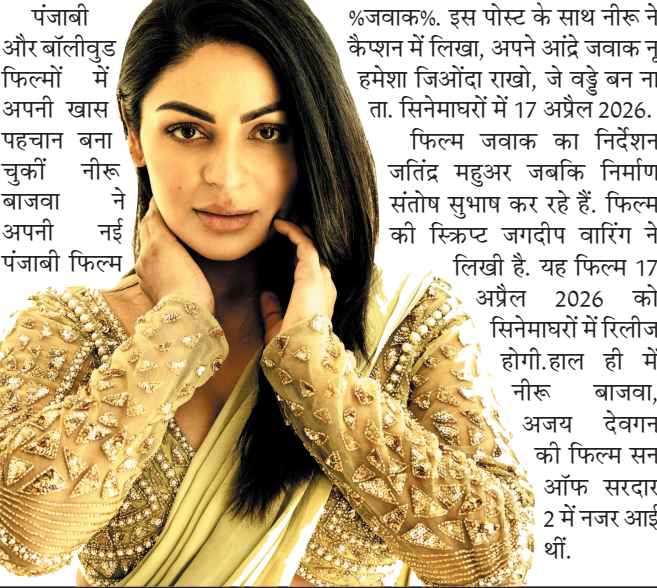 पंजाबी
और बॉलीवुड
फिल्मों में
अपनी खास
पहचान बना
चुकीं नीरू
बाजवा ने
अपनी नई
पंजाबी फिल्म
%जवाक%. इस पोस्ट के साथ नीरू ने
कैप्शन में लिखा, अपने आंद्रे जवाक नू
हमेशा जिओंदा राखो, जे वड्डे बन ना
ता. सिनेमाघरों में 17 अप्रैल 2026.
फिल्म जवाक का निर्देशन
जतिंद्र महुअर जबकि निर्माण
संतोष सुभाष कर रहे हैं. फिल्म
की स्क्रिप्ट जगदीप वारिंग ने
लिखी है. यह फिल्म 17
अप्रैल 2026 को
सिनेमाघरों में रिलीज
होगी.हाल ही में
नीरू बाजवा,
अजय देवगन
की फिल्म सन
ऑफ सरदार
2 में नजर आई
थीं.